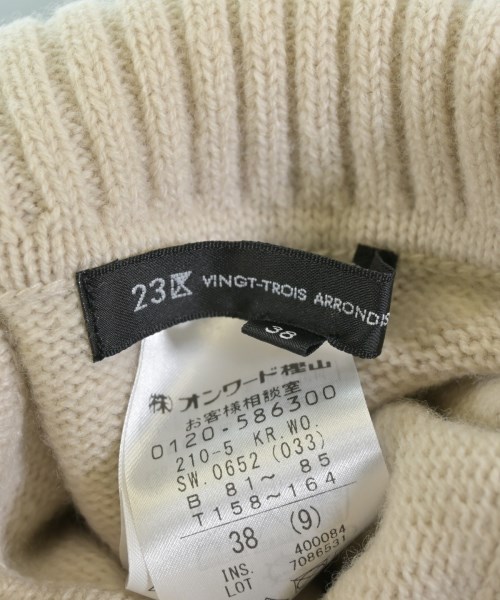 23区 VINGT-TROIS ARRONDIS
38
㈱オンワード樫山
お客様相談室
0120-586300
210-5 KR.WO.
SW.0652 (033)
B 81〜 85
T158〜164
38 (9)
INS. 400084
LOT 7086531